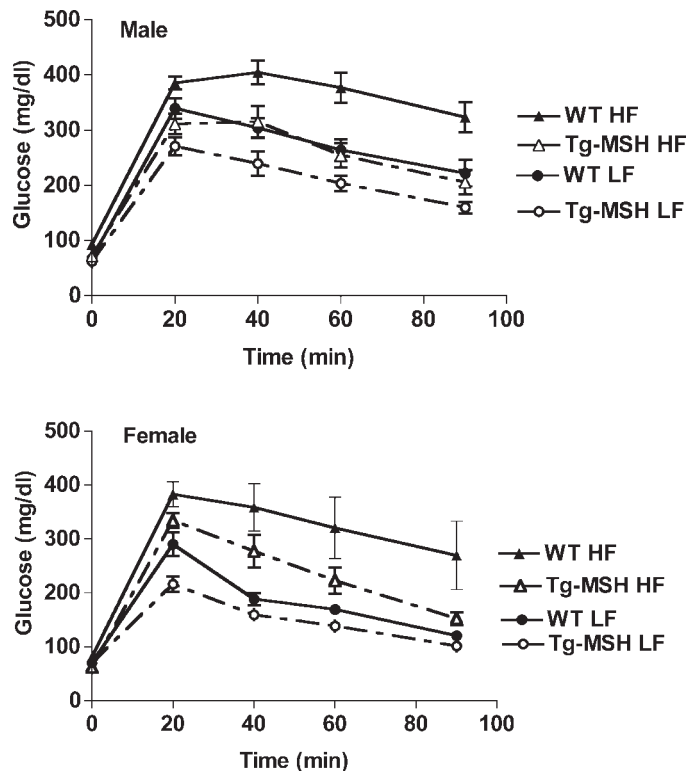 Male
Glucose (mg/dl)
500
400
300
200
100
0
0 20 40 60 80 100
Time (min)
WT HF
Tg-MSH HF
WT LF
Tg-MSH LF
Female
Glucose (mg/dl)
500
400
300
200
100
0
0 20 40 60 80 100
Time (min)
WT HF
Tg-MSH HF
WT LF
Tg-MSH LF